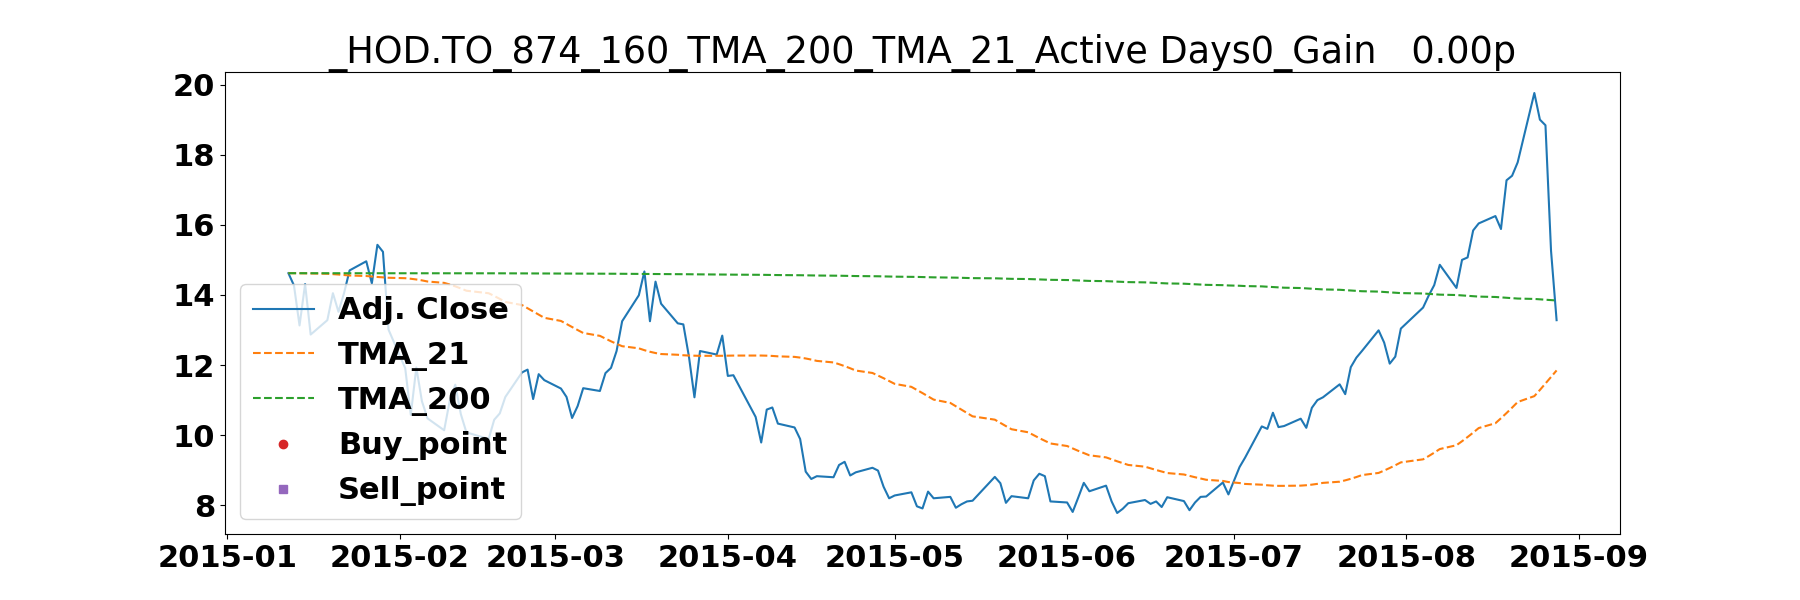 _HOD.TO_874_160_TMA_200_TMA_21_Active Days0_Gain   0.00p
20
18
16
14
12
10
8
Adj. Close
TMA_21
TMA_200
Buy_point
Sell_point
2015-01 2015-02 2015-03 2015-04 2015-05 2015-06 2015-07 2015-08 2015-09